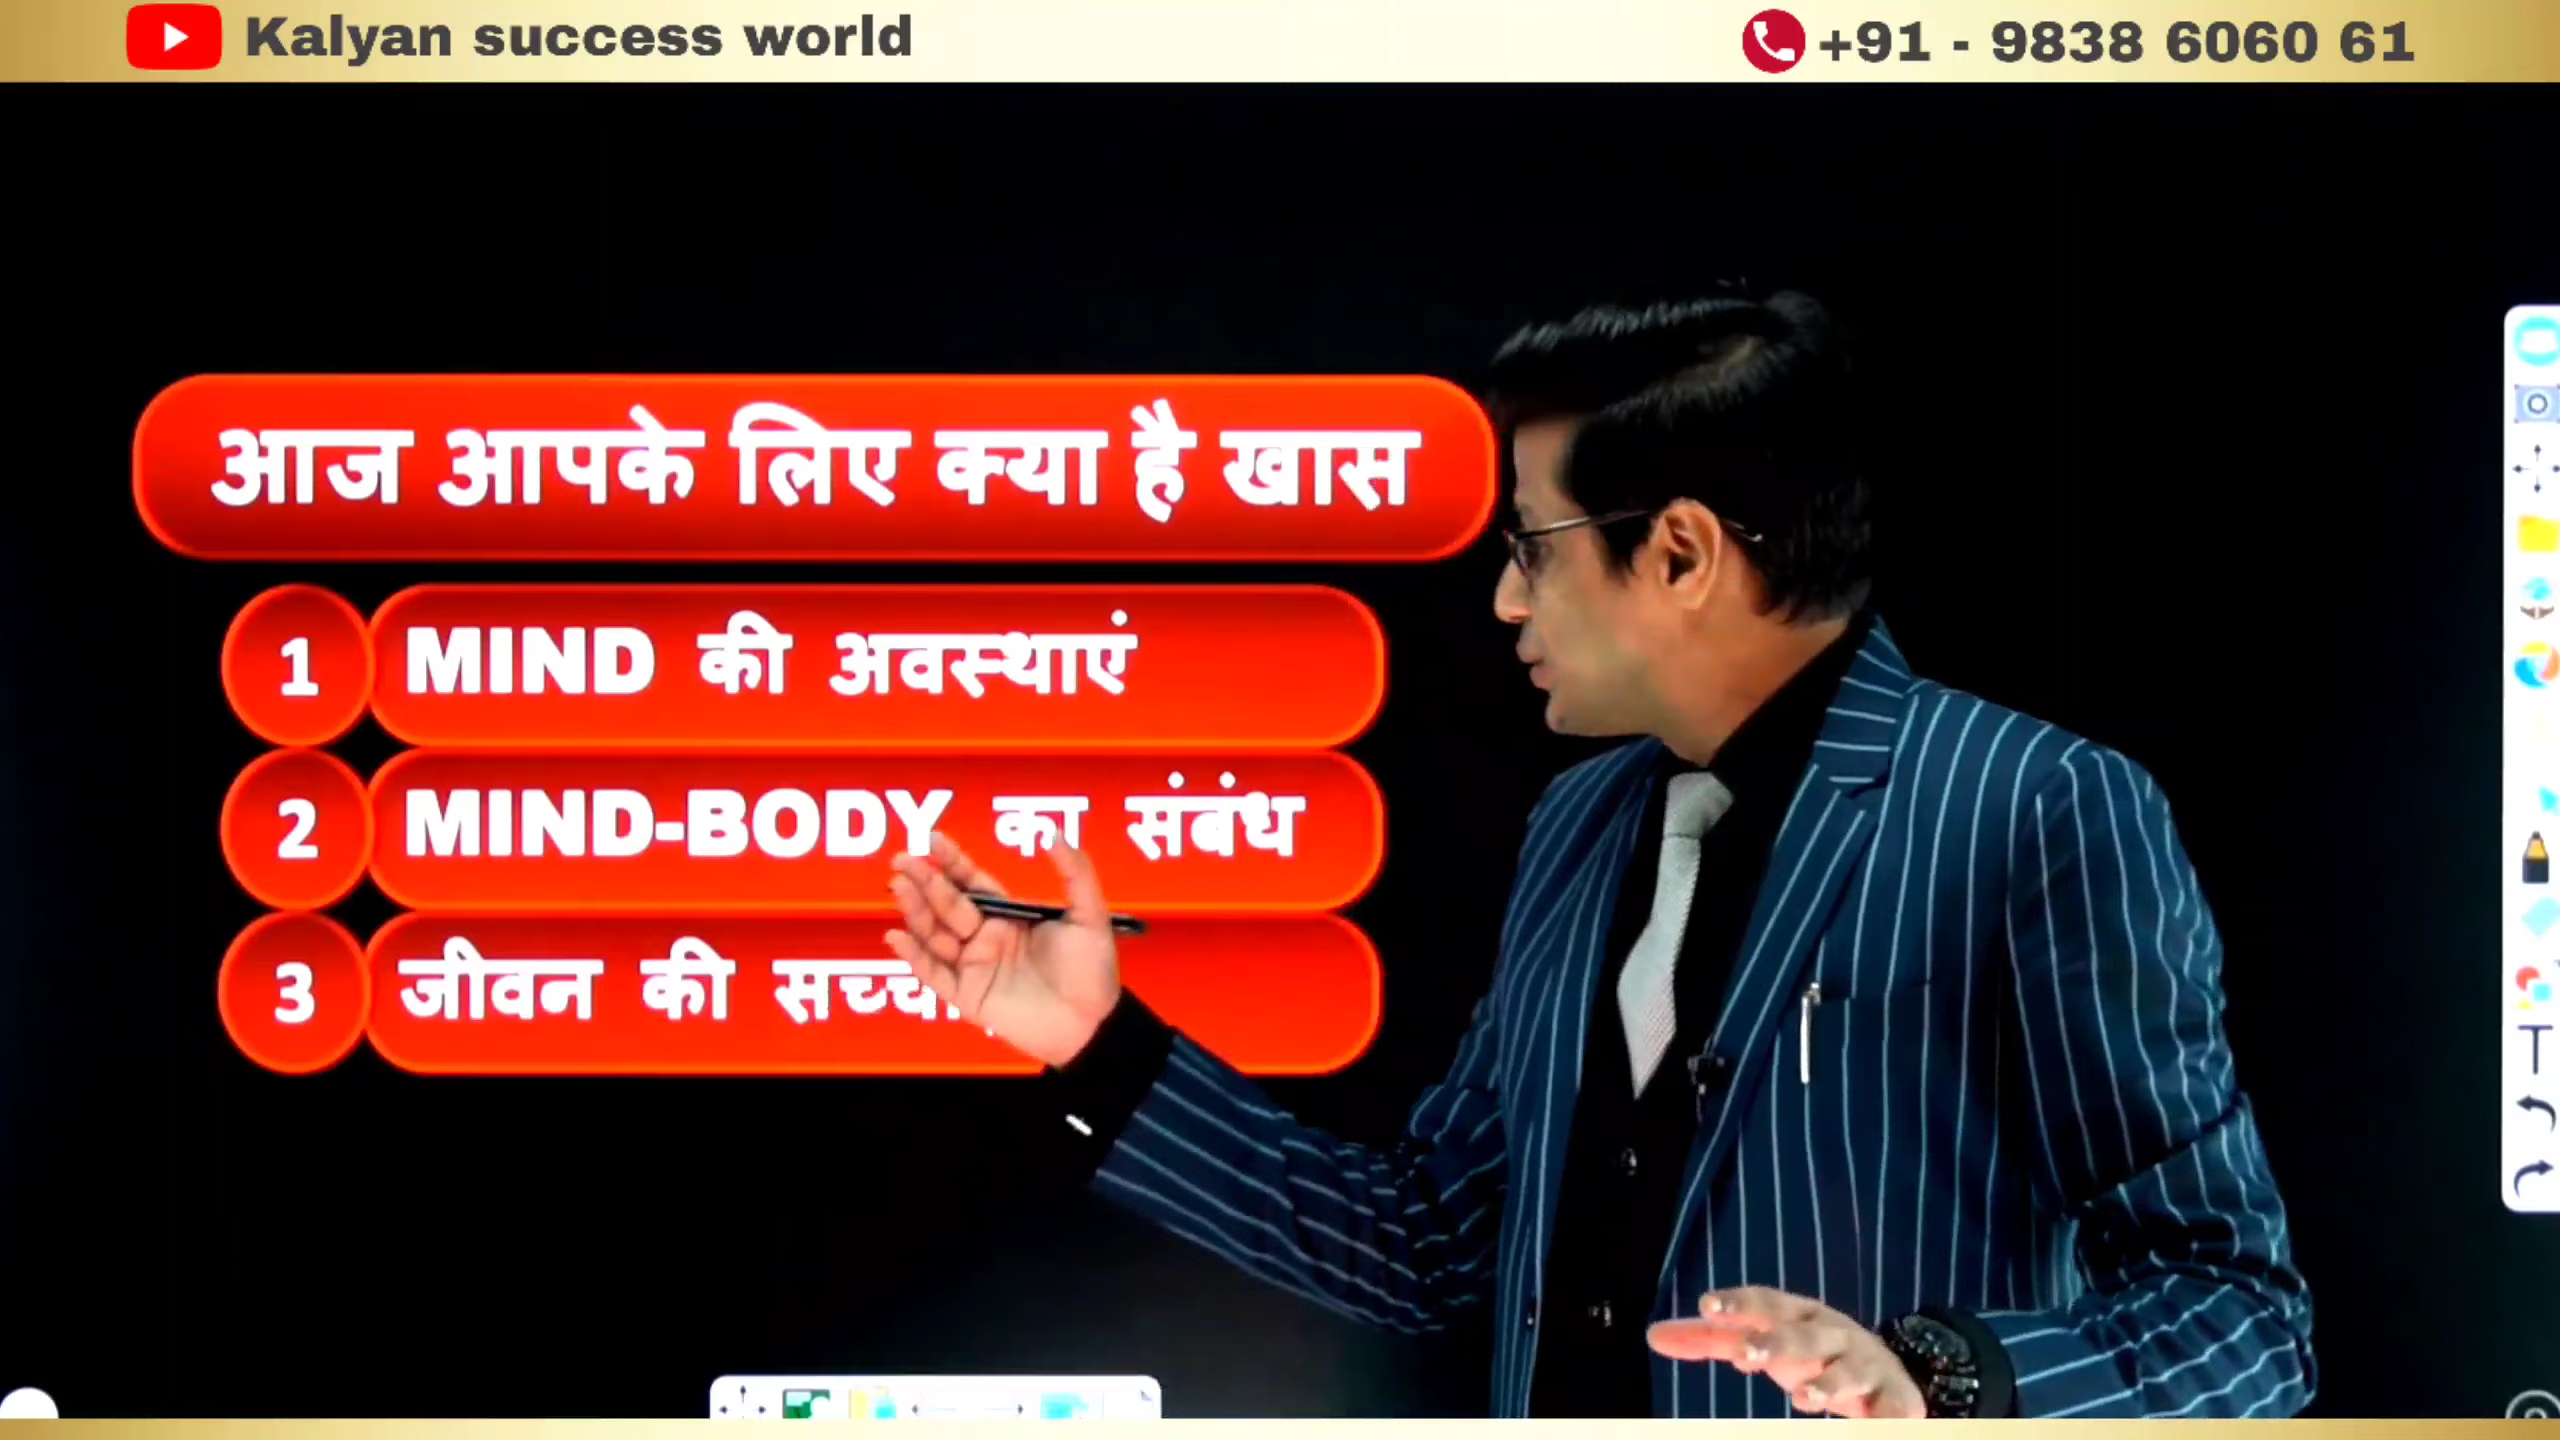 Kalyan success world
+91 - 9838 6060 61
आज आपके लिए क्या है खास
1 MIND की अवस्थाएं
2 MIND-BODY का संबंध
3 जीवन की
T